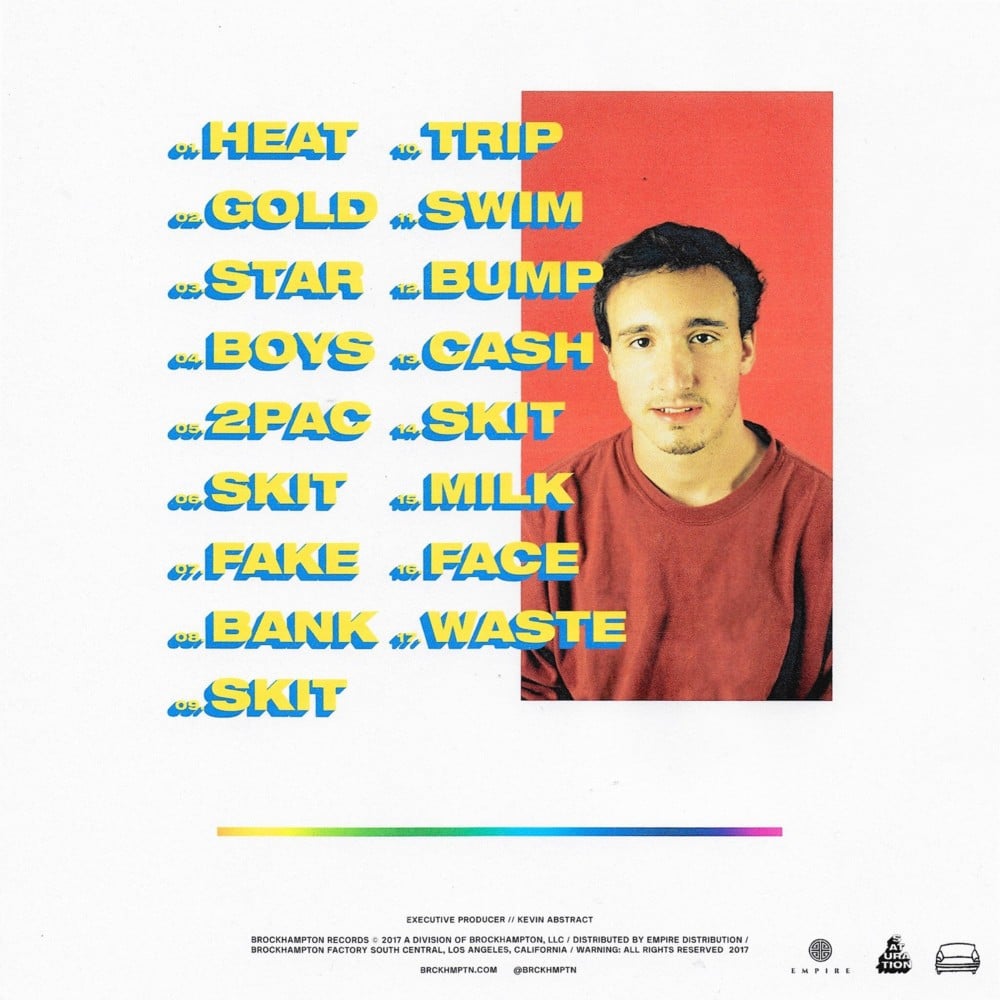 01. HEAT
02. GOLD
03. STAR
04. BOYS
05. 2PAC
06. SKIT
07. FAKE
08. BANK
09. SKIT
10. TRIP
11. SWIM
12. BUMP
13. CASH
14. SKIT
15. MILK
16. FACE
17. WASTE
EXECUTIVE PRODUCER // KEVIN ABSTRACT
BROCKHAMPTON RECORDS © 2017 A DIVISION OF BROCKHAMPTON, LLC / DISTRIBUTED BY EMPIRE DISTRIBUTION /
BROCKHAMPTON FACTORY SOUTH CENTRAL, LOS ANGELES, CALIFORNIA / WARNING: ALL RIGHTS RESERVED 2017
BRCKHMPTN.COM @BRCKHMPTN
EMPIRE
S
AT
URA
TION